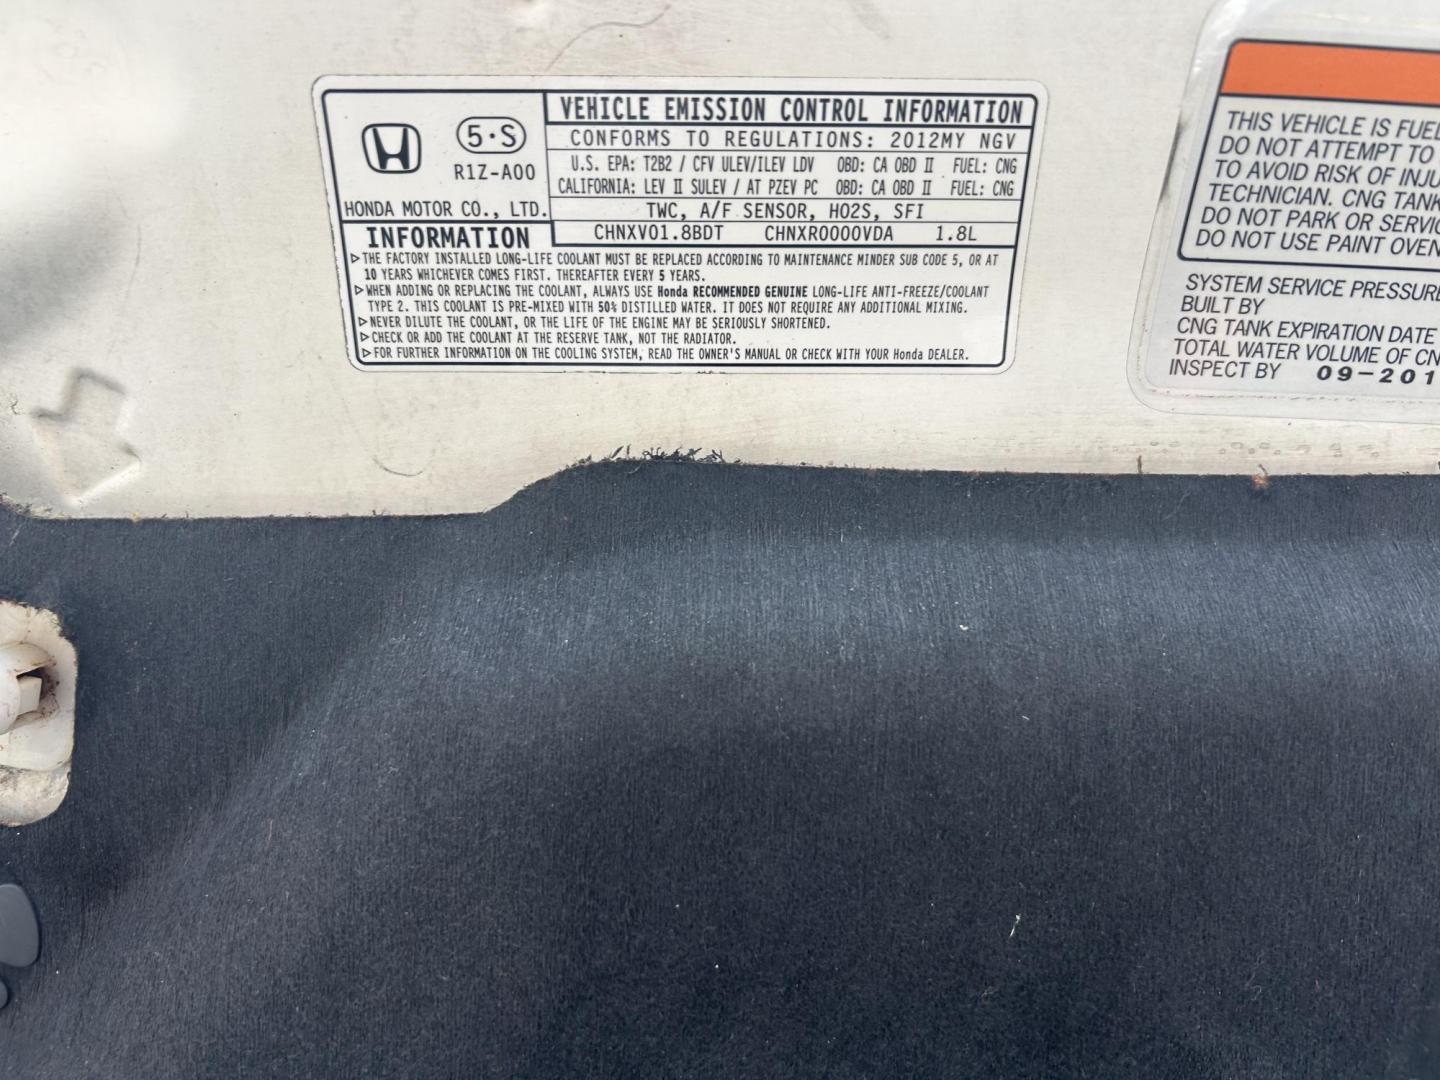 5·S
R1Z-A00
HONDA MOTOR CO., LTD.
VEHICLE EMISSION CONTROL INFORMATION
CONFORMS TO REGULATIONS: 2012MY NGV
U.S. EPA: T2B2 / CFV ULEV/ILEV LDV OBD: CA OBD II FUEL: CNG
CALIFORNIA: LEV II SULEV / AT PZEV PC OBD: CA OBD II FUEL: CNG
TWC, A/F SENSOR, HO2S, SFI
CHNXV01.8BDT CHNXR0000VDA 1.8L
INFORMATION
▷THE FACTORY INSTALLED LONG-LIFE COOLANT MUST BE REPLACED ACCORDING TO MAINTENANCE MINDER SUB CODE 5, OR AT
10 YEARS WHICHEVER COMES FIRST. THEREAFTER EVERY 5 YEARS.
▷WHEN ADDING OR REPLACING THE COOLANT, ALWAYS USE Honda RECOMMENDED GENUINE LONG-LIFE ANTI-FREEZE/COOLANT
TYPE 2. THIS COOLANT IS PRE-MIXED WITH 50% DISTILLED WATER. IT DOES NOT REQUIRE ANY ADDITIONAL MIXING.
▷NEVER DILUTE THE COOLANT, OR THE LIFE OF THE ENGINE MAY BE SERIOUSLY SHORTENED.
▷CHECK OR ADD THE COOLANT AT THE RESERVE TANK, NOT THE RADIATOR.
▷FOR FURTHER INFORMATION ON THE COOLING SYSTEM, READ THE OWNER'S MANUAL OR CHECK WITH YOUR Honda DEALER.
THIS VEHICLE IS FUEL
DO NOT ATTEMPT TO
TO AVOID RISK OF INJU
TECHNICIAN. CNG TANK
DO NOT PARK OR SERVIC
DO NOT USE PAINT OVEN
SYSTEM SERVICE PRESSURE
BUILT BY
CNG TANK EXPIRATION DATE
TOTAL WATER VOLUME OF CN
INSPECT BY 09-201